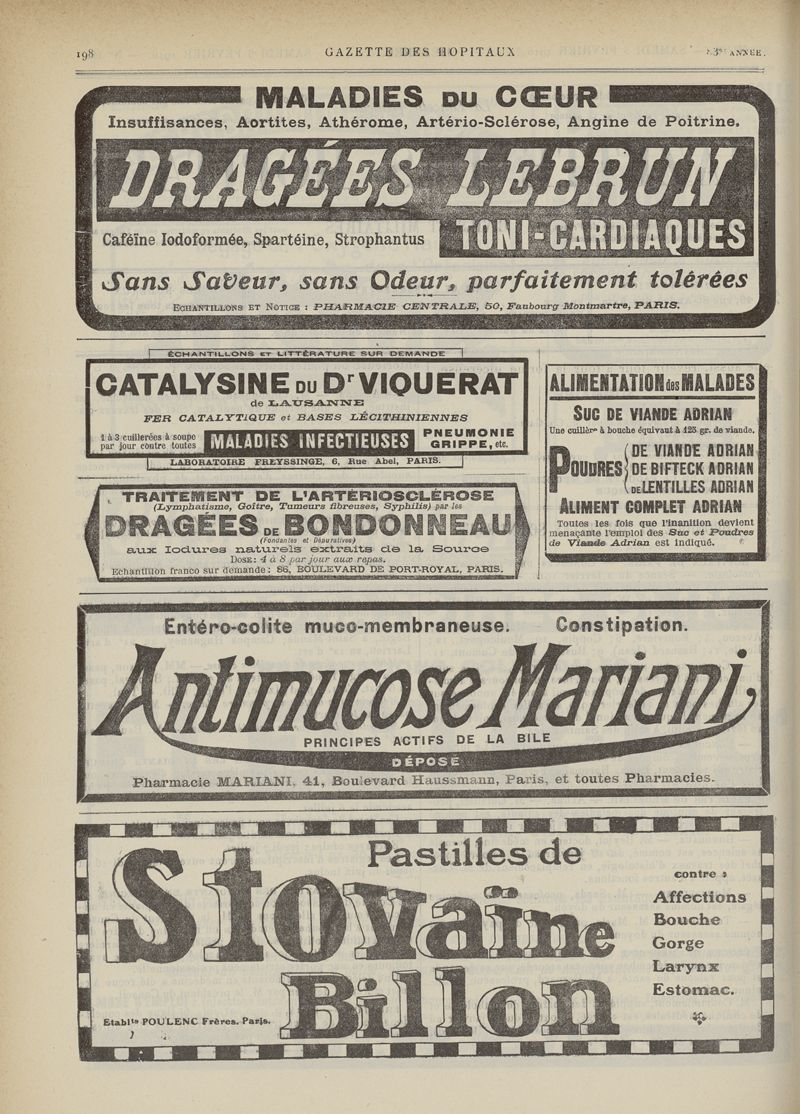 198
GAZETTE DES HOPITAUX
83e ANNÉE.
MALADIES DU CŒUR
Insuffisances, Aortites, Athérome, Artério-Sclérose, Angine de Poitrine.
DRAGÉES LEBRUN
Caféïne Iodoformée, Spartéine, Strophantus
TONI-CARDIAQUES
Sans Saveur, sans Odeur, parfaitement tolérées
ECHANTILLONS ET NOTICE : PHARMACIE CENTRALE, 50, Faubourg Montmartre, PARIS.
ÉCHANTILLONS ET LITTÉRATURE SUR DEMANDE
CATALYSINE DU Dr VIQUERAT
de LAUSANNE
FER CATALYTIQUE et BASES LÉCITHINIENNES
1 à 3 cuillerées à soupe
par jour contre toutes
MALADIES INFECTIEUSES
PNEUMONIE
GRIPPE, etc.
LABORATOIRE FREYSSINGE, 6, Rue Abel, PARIS.
TRAITEMENT DE L'ARTÉRIOSCLÉROSE
(Lymphatisme, Goître, Tumeurs fibreuses, Syphilis) par les
DRAGÉES DE BONDONNEAU
(Fondantes et Dépuratives)
aux Iodures naturels extraits de la Source
DOSE: 4 à 8 par jour aux repas.
Echantillon franco sur demande: 86, BOULEVARD DE PORT-ROYAL, PARIS.
ALIMENTATION des MALADES
SUC DE VIANDE ADRIAN
Une cuillère à bouche équivaut à 125 gr. de viande.
POUDRES
DE VIANDE ADRIAN
DE BIFTECK ADRIAN
DE LENTILLES ADRIAN
ALIMENT COMPLET ADRIAN
Toutes les fois que l'inanition devient
menaçante l'emploi des Suc et Poudres
de Viande Adrian est indiqué.
Entéro-colite muco-membraneuse. Constipation.
Antimucose Mariani
PRINCIPES ACTIFS DE LA BILE
DÉPOSÉ
Pharmacie MARIANI, 41, Boulevard Haussmann, Paris, et toutes Pharmacies.
Pastilles de
Stovaïne
Billon
contre :
Affections
Bouche
Gorge
Larynx
Estomac.
Etablts POULENC Frères. Paris.